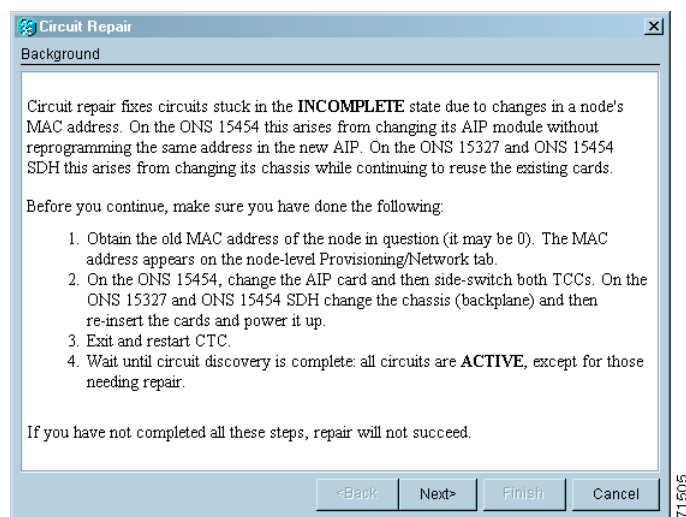 Circuit Repair
Background
Circuit repair fixes circuits stuck in the INCOMPLETE state due to changes in a node's
MAC address. On the ONS 15454 this arises from changing its AIP module without
reprogramming the same address in the new AIP. On the ONS 15327 and ONS 15454
SDH this arises from changing its chassis while continuing to reuse the existing cards.
Before you continue, make sure you have done the following:
1. Obtain the old MAC address of the node in question (it may be 0). The MAC
address appears on the node-level Provisioning/Network tab.
2. On the ONS 15454, change the AIP card and then side-switch both TCCs. On the
ONS 15327 and ONS 15454 SDH change the chassis (backplane) and then
re-insert the cards and power it up.
3. Exit and restart CTC.
4. Wait until circuit discovery is complete: all circuits are ACTIVE, except for those
needing repair.
If you have not completed all these steps, repair will not succeed.
<Back Next> Finish Cancel
71505